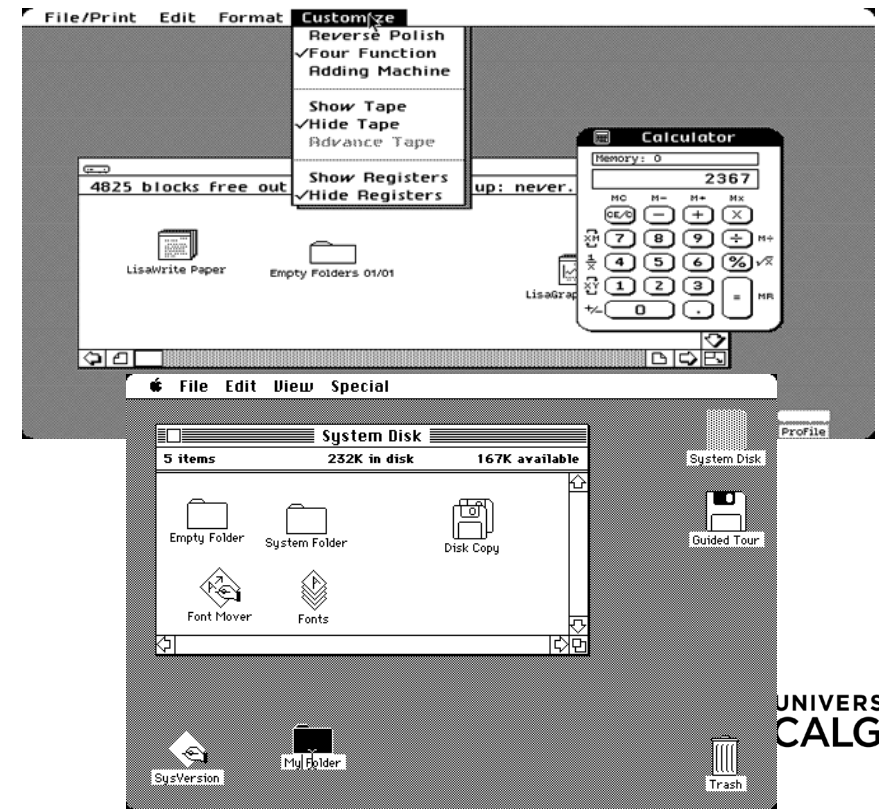 File/Print Edit Format Customize
Reverse Polish
✓Four Function
Adding Machine
Show Tape
✓Hide Tape
Advance Tape
Show Registers
✓Hide Registers
4825 blocks free out
up: never.
LisaWrite Paper
Empty Folders 01/01
LisaGrap
Calculator
Memory: 0
2367
MC M- M+ Mx
CE/C − + ×
XM 7 8 9 ÷ M÷
1/x 4 5 6 % √x
XY 1 2 3 = MR
+/- 0 .
ProFile
File Edit View Special
System Disk
5 items 232K in disk 167K available
Empty Folder
System Folder
Disk Copy
Font Mover
Fonts
System Disk
Guided Tour
SysVersion
My Folder
Trash
UNIVERS
CALG